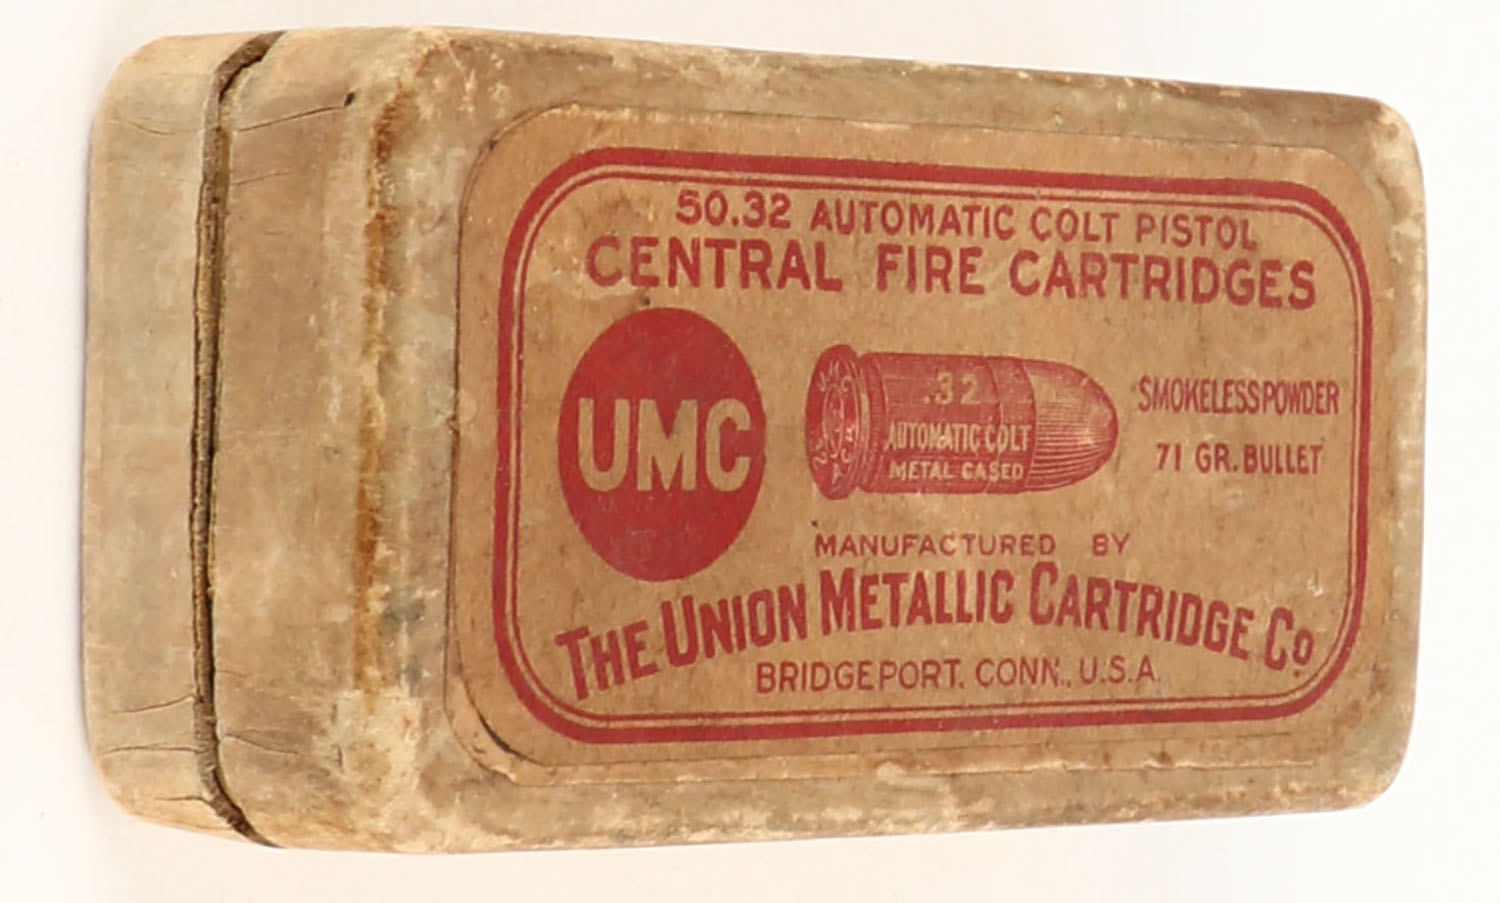 50.32 AUTOMATIC COLT PISTOL
CENTRAL FIRE CARTRIDGES
UMC
.32
AUTOMATIC COLT
METAL CASED
SMOKELESS POWDER
71 GR. BULLET
MANUFACTURED BY
THE UNION METALLIC CARTRIDGE Co.
BRIDGEPORT, CONN., U.S.A.